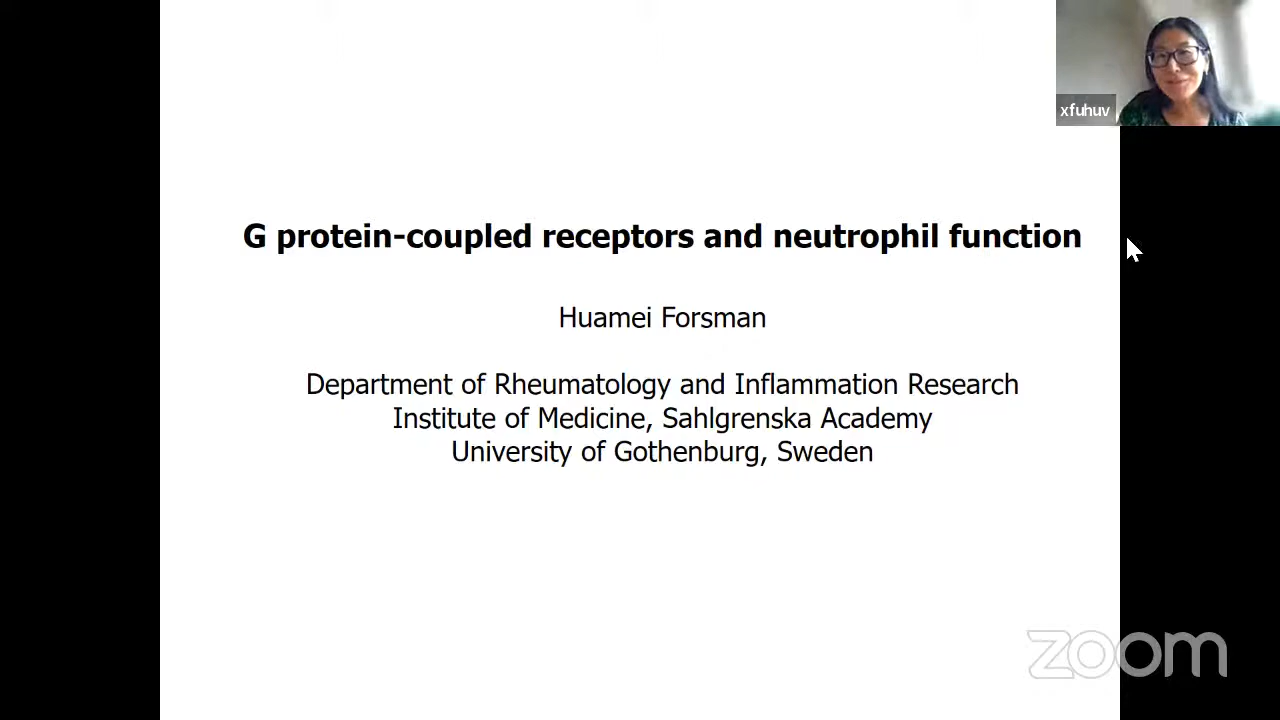 xfuhuv
G protein-coupled receptors and neutrophil function
Huamei Forsman
Department of Rheumatology and Inflammation Research
Institute of Medicine, Sahlgrenska Academy
University of Gothenburg, Sweden
zoom